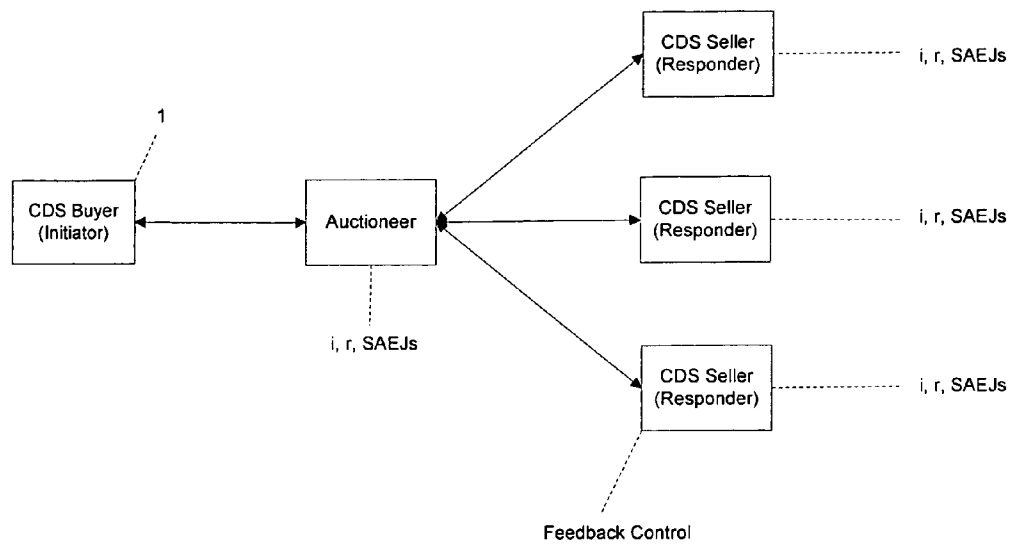 CDS Seller
(Responder)
i, r, SAEJs
1
CDS Buyer
(Initiator)
Auctioneer
CDS Seller
(Responder)
i, r, SAEJs
i, r, SAEJs
CDS Seller
(Responder)
i, r, SAEJs
Feedback Control